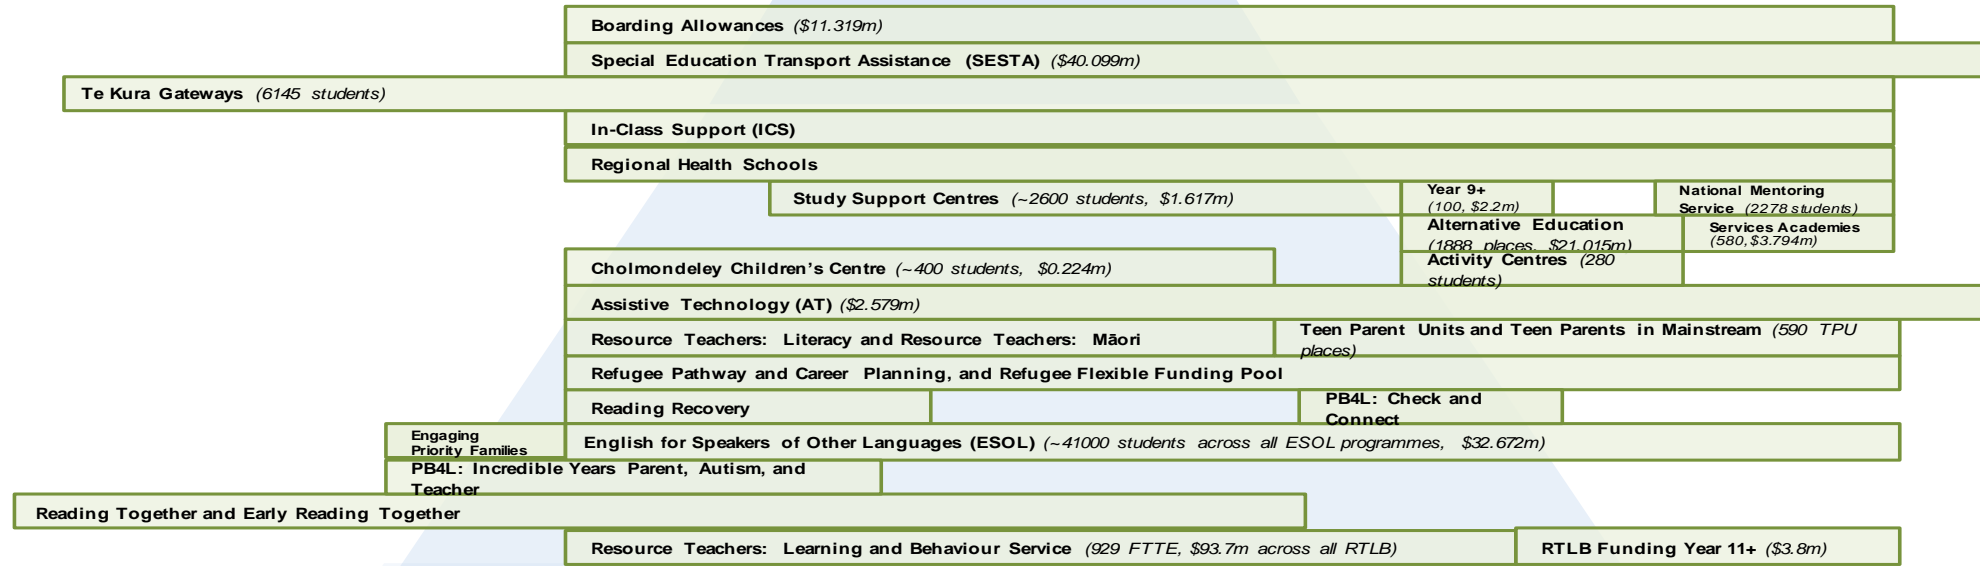 Boarding Allowances ($11.319m)
Special Education Transport Assistance (SESTA) ($40.099m)
Te Kura Gateways (6145 students)
In-Class Support (ICS)
Regional Health Schools
Study Support Centres (~2600 students, $1.617m)
Year 9+
(100, $2.2m)
National Mentoring
Service (2278 students)
Alternative Education
(1888 places, $21.015m)
Services Academies
(580, $3.794m)
Cholmondeley Children's Centre (~400 students, $0.224m)
Activity Centres (280
students)
Assistive Technology (AT) ($2.579m)
Resource Teachers: Literacy and Resource Teachers: Māori
Teen Parent Units and Teen Parents in Mainstream (590 TPU
places)
Refugee Pathway and Career Planning, and Refugee Flexible Funding Pool
Reading Recovery
PB4L: Check and
Connect
Engaging
Priority Families
English for Speakers of Other Languages (ESOL) (~41000 students across all ESOL programmes, $32.672m)
PB4L: Incredible Years Parent, Autism, and
Teacher
Reading Together and Early Reading Together
Resource Teachers: Learning and Behaviour Service (929 FTTE, $93.7m across all RTLB)
RTLB Funding Year 11+ ($3.8m)